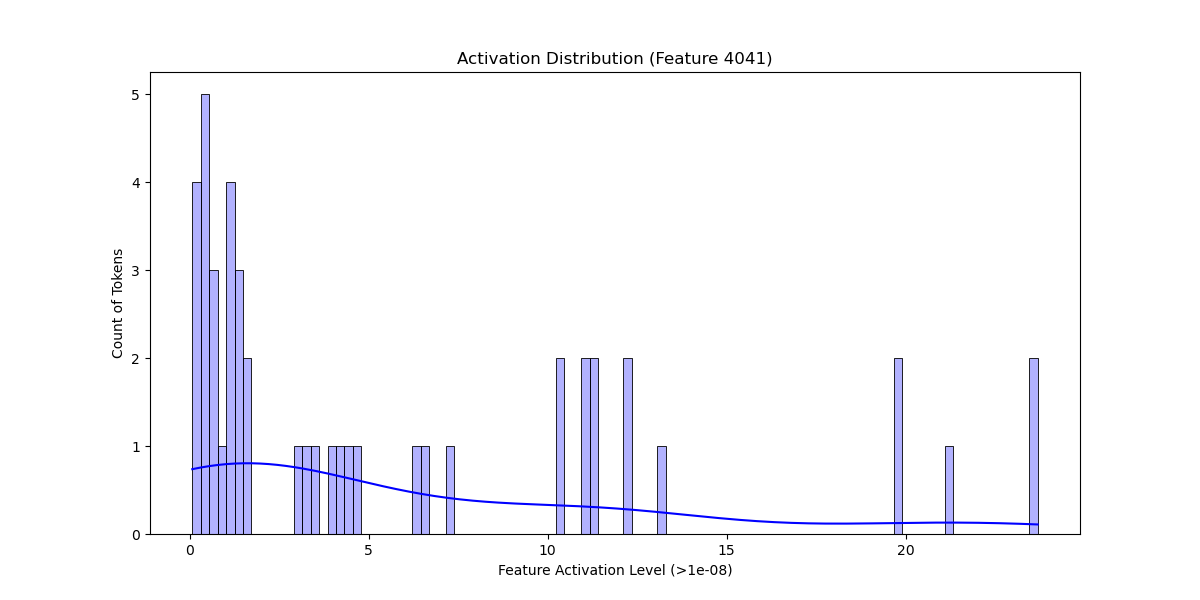 Activation Distribution (Feature 4041)
Count of Tokens
5
4
3
2
1
0
0 5 10 15 20
Feature Activation Level (>1e-08)